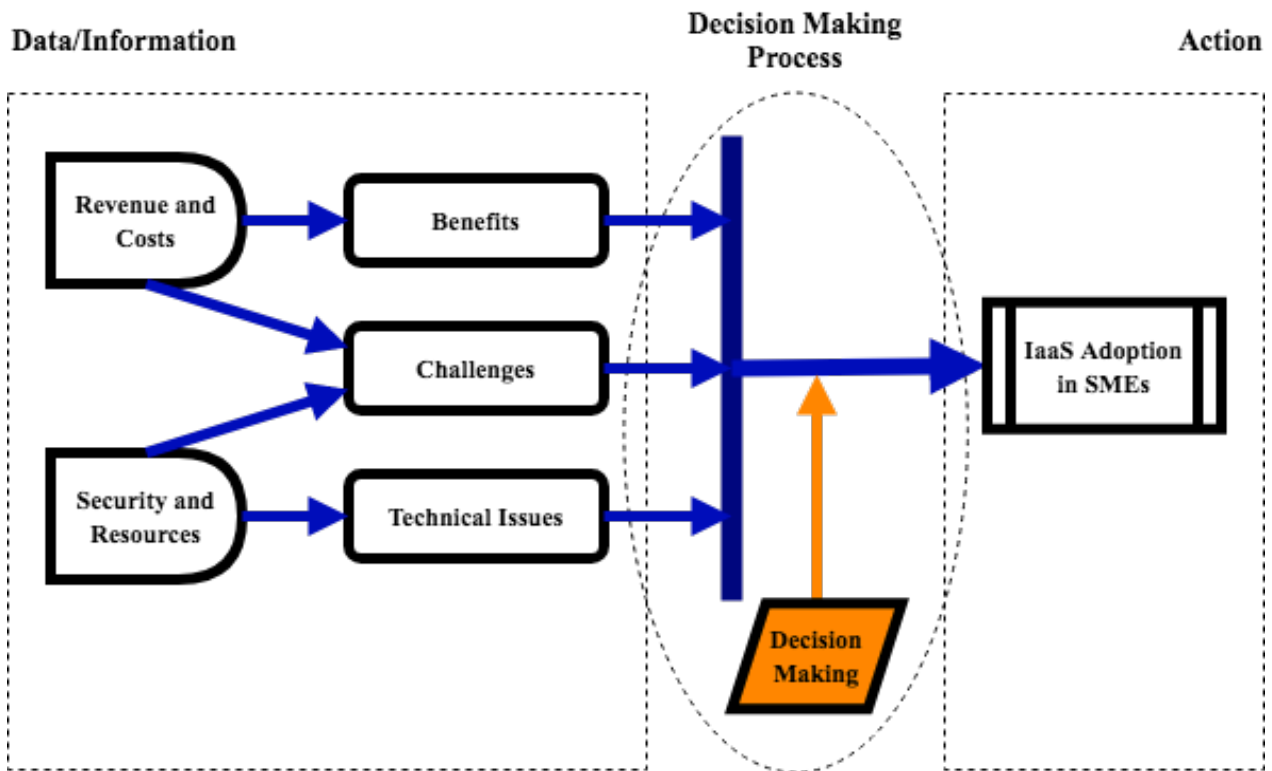 Data/Information
Decision Making
Process
Action
Revenue and
Costs
Benefits
Challenges
IaaS Adoption
in SMEs
Security and
Resources
Technical Issues
Decision
Making